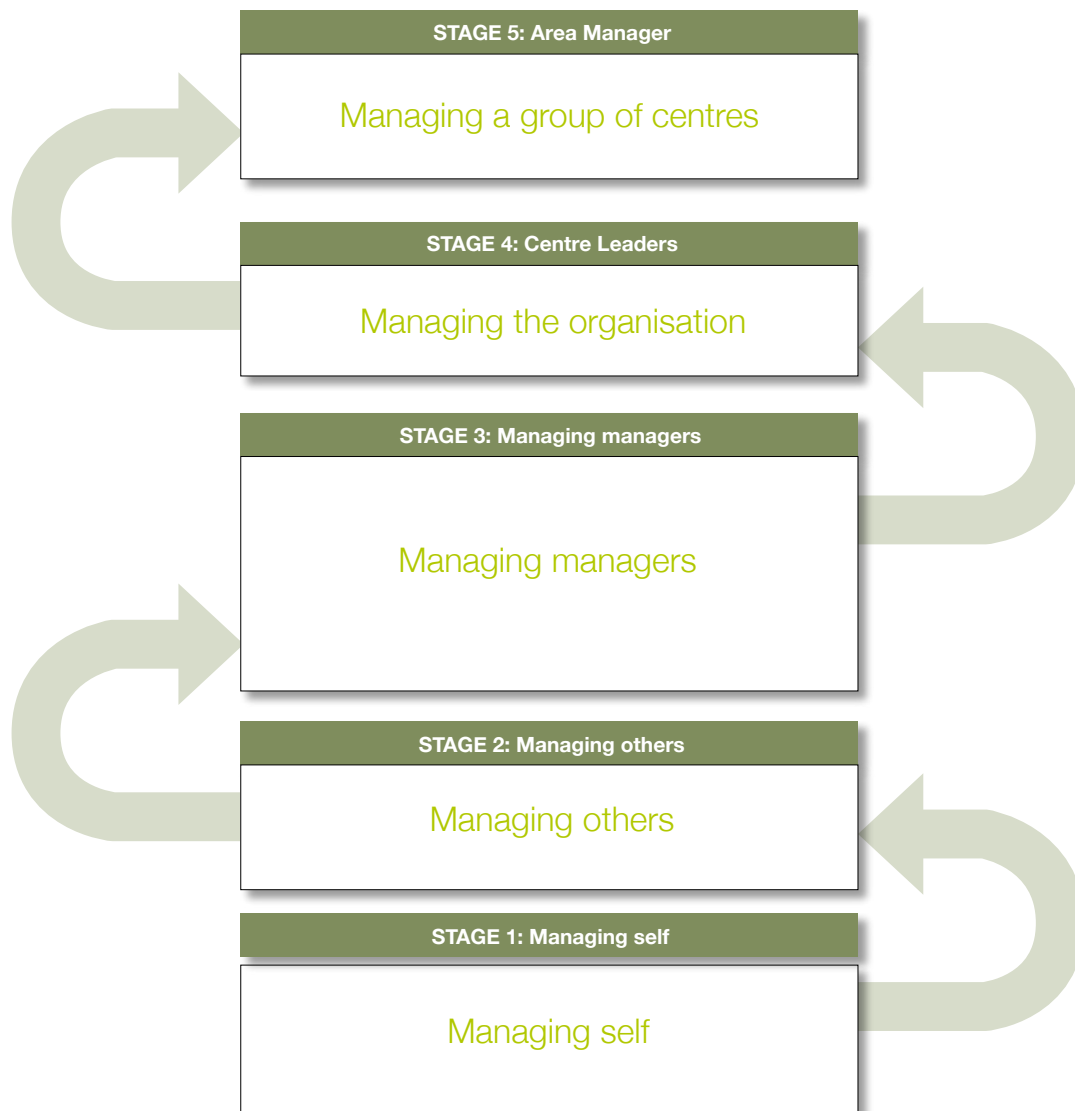 STAGE 5: Area Manager
Managing a group of centres
STAGE 4: Centre Leaders
Managing the organisation
STAGE 3: Managing managers
Managing managers
STAGE 2: Managing others
Managing others
STAGE 1: Managing self
Managing self